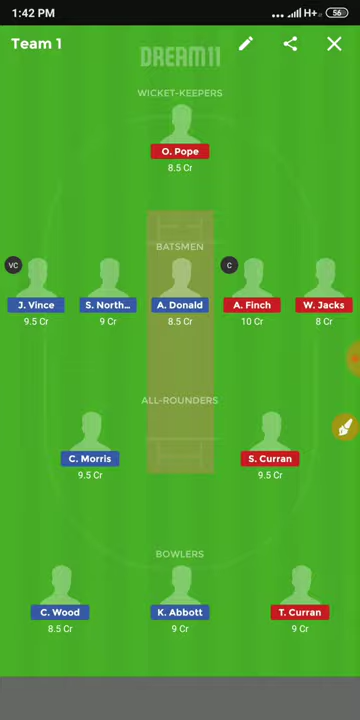 1:42 PM H+ 56
Team 1
DREAM11
WICKET-KEEPERS
O. Pope
8.5 Cr
BATSMEN
VC
C
J. Vince S. North... A. Donald A. Finch W. Jacks
9.5 Cr 9 Cr 8.5 Cr 10 Cr 8 Cr
ALL-ROUNDERS
C. Morris S. Curran
9.5 Cr 9.5 Cr
BOWLERS
C. Wood K. Abbott T. Curran
8.5 Cr 9 Cr 9 Cr